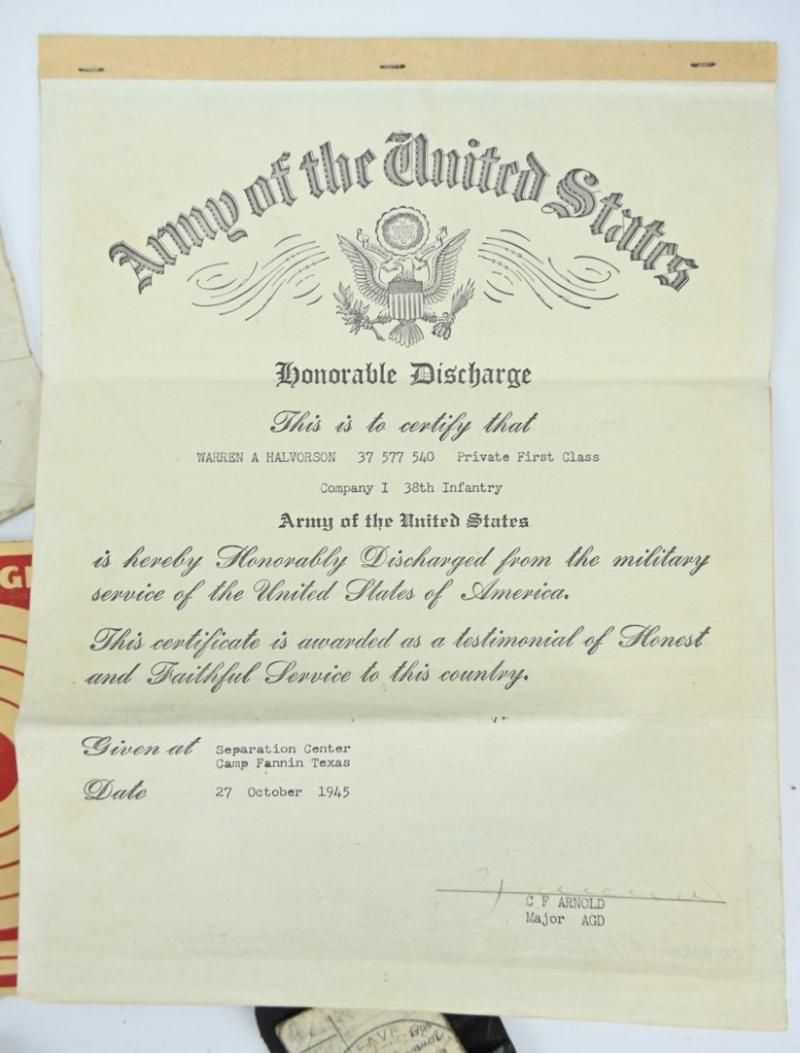 Army of the United States
Honorable Discharge
This is to certify that
WARREN A HALVORSON 37 577 540 Private First Class
Company I 38th Infantry
Army of the United States
is hereby Honorably Discharged from the military
service of the United States of America.
This certificate is awarded as a testimonial of Honest
and Faithful Service to this country.
Given at Separation Center
Camp Fannin Texas
Date 27 October 1945
C F ARNOLD
Major AGD